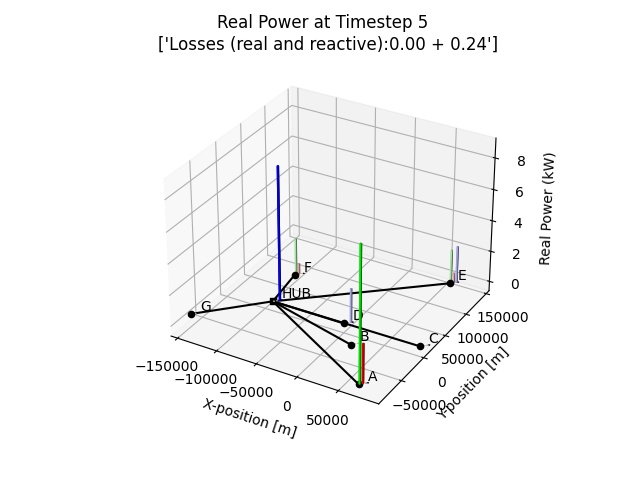 Real Power at Timestep 5
['Losses (real and reactive):0.00 + 0.24']
8
6
4
2
0
Real Power (kW)
F
E
HUB
G
D
C
B
A
150000
100000
50000
0
−50000
Y-position [m]
−150000
−100000
−50000
0
50000
X-position [m]